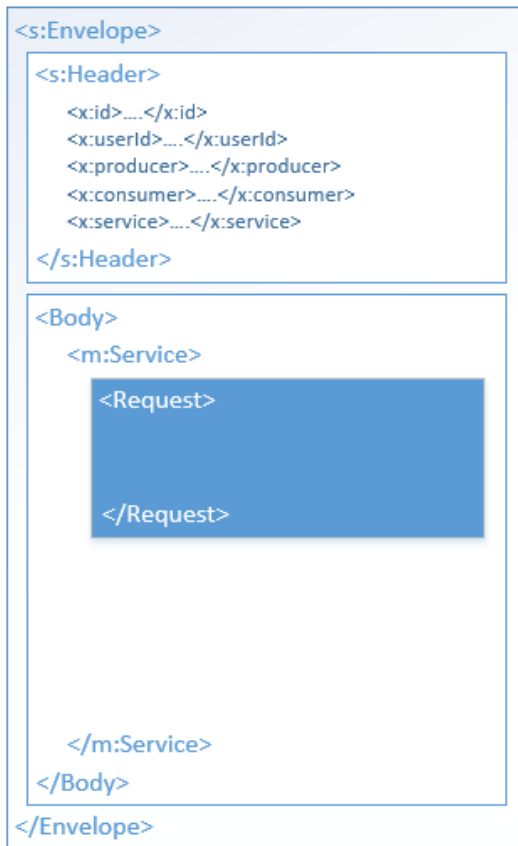 <s:Envelope>
<s:Header>
<x:id>....</x:id>
<x:userId>....</x:userId>
<x:producer>....</x:producer>
<x:consumer>....</x:consumer>
<x:service>....</x:service>
</s:Header>
<Body>
<m:Service>
<Request>
</Request>
</m:Service>
</Body>
</Envelope>